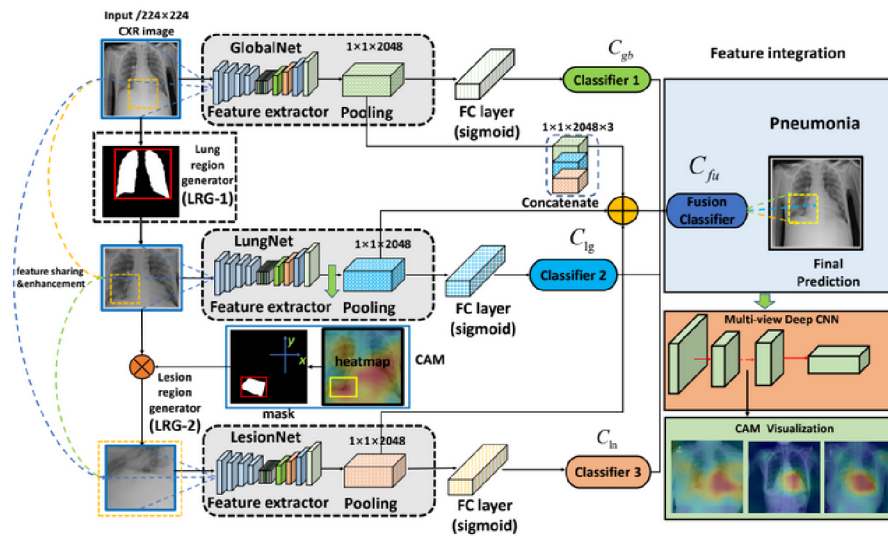 Input /224×224
CXR image
GlobalNet
1×1×2048
Feature extractor
Pooling
FC layer
(sigmoid)
C_gb
Classifier 1
Feature integration
Lung
region
generator
(LRG-1)
1×1×2048×3
Concatenate
Pneumonia
C_fu
Fusion
Classifier
Final
Prediction
feature sharing
&enhancement
LungNet
1×1×2048
Feature extractor
Pooling
FC layer
(sigmoid)
C_lg
Classifier 2
Multi-view Deep CNN
Lesion
region
generator
(LRG-2)
y
x
mask
heatmap
CAM
LesionNet
1×1×2048
Feature extractor
Pooling
FC layer
(sigmoid)
C_ln
Classifier 3
CAM Visualization